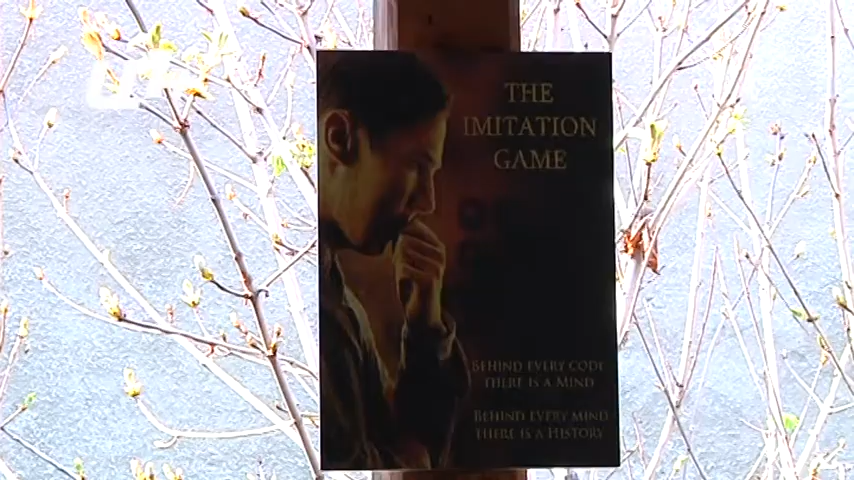 THE
IMITATION
GAME
BEHIND EVERY CODE
THERE IS A MIND
BEHIND EVERY MIND
THERE IS A HISTORY